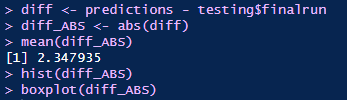 > diff <- predictions - testing$finalrun
> diff_ABS <- abs(diff)
> mean(diff_ABS)
[1] 2.347935
> hist(diff_ABS)
> boxplot(diff_ABS)